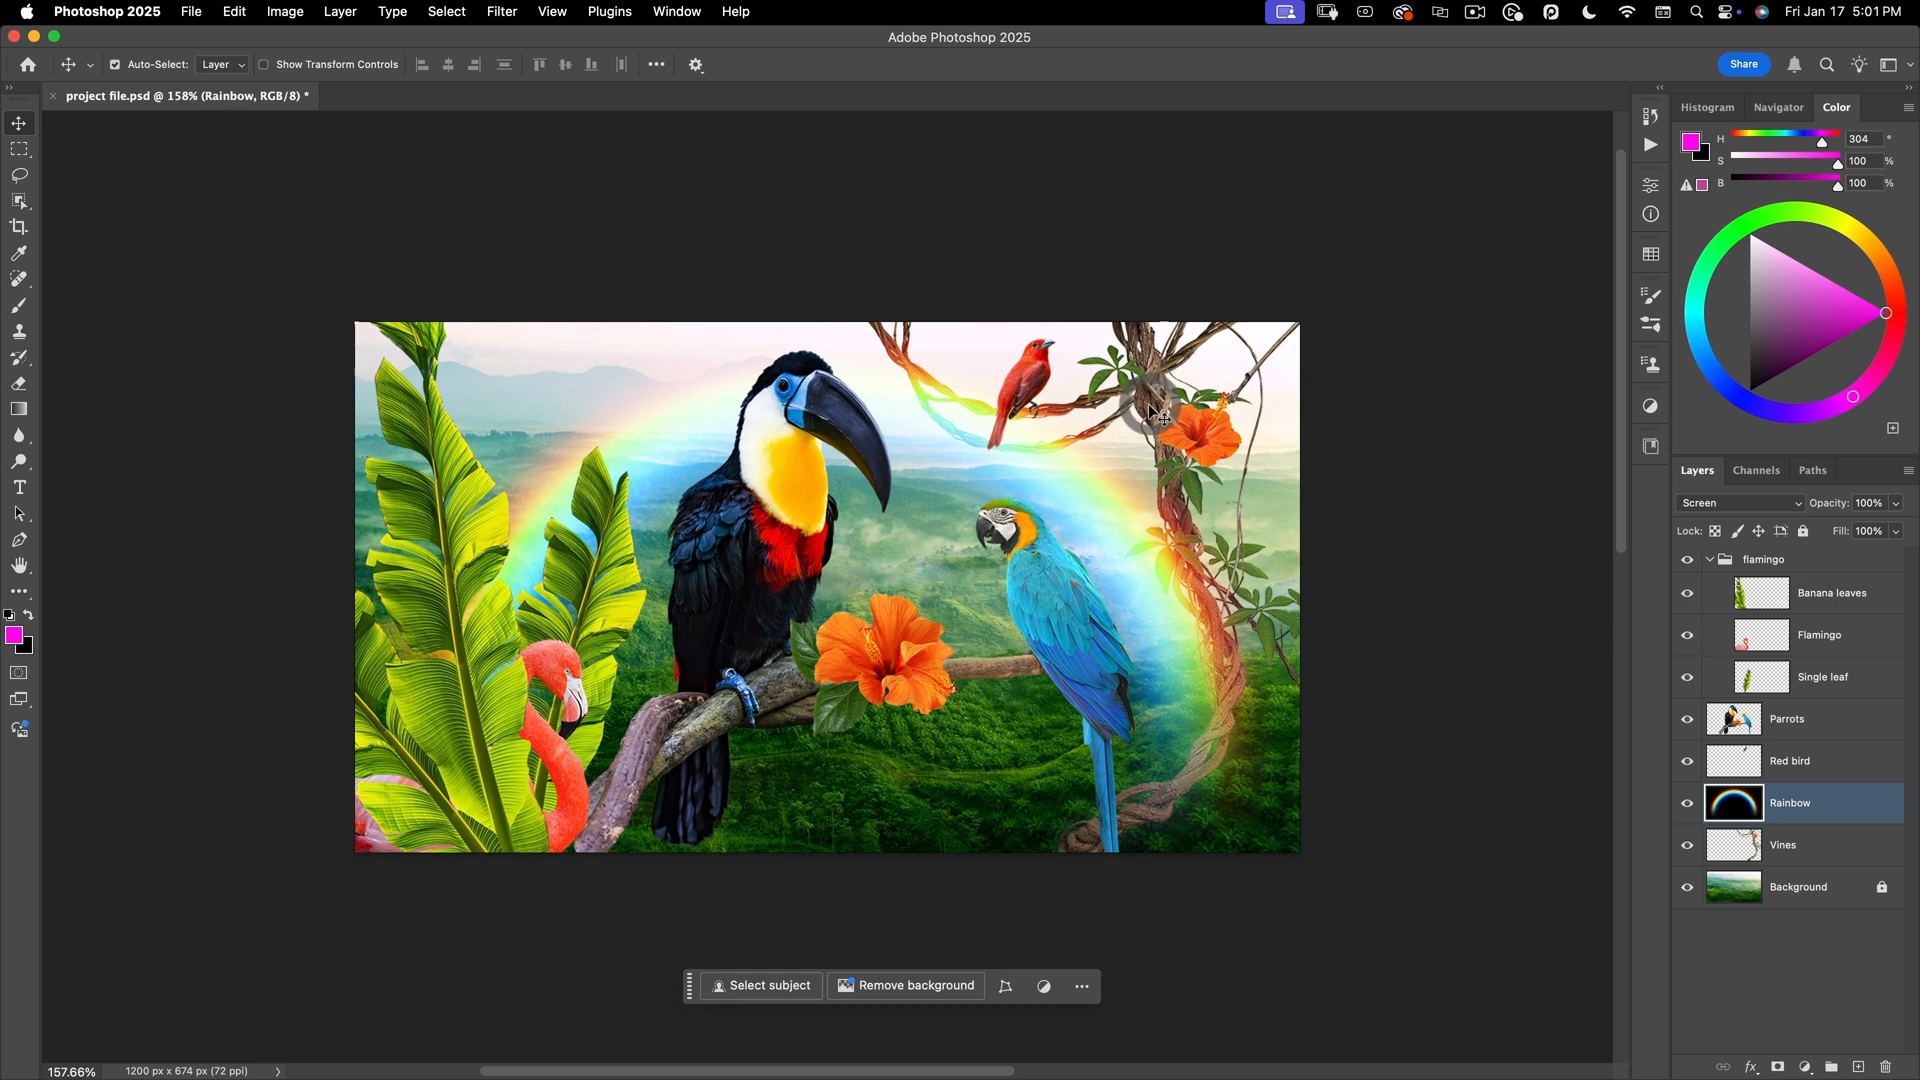 Photoshop 2025 File Edit Image Layer Type Select Filter View Plugins Window Help Fri Jan 17 5:01 PM
Adobe Photoshop 2025
Auto-Select: Layer Show Transform Controls Share
project file.psd @ 158% (Rainbow, RGB/8) *
Histogram Navigator Color
H 304 °
S 100 %
B 100 %
Layers Channels Paths
Screen Opacity: 100%
Lock: Fill: 100%
flamingo
Banana leaves
Flamingo
Single leaf
Parrots
Red bird
Rainbow
Vines
Background
Select subject Remove background
157.66% 1200 px x 674 px (72 ppi)
fx